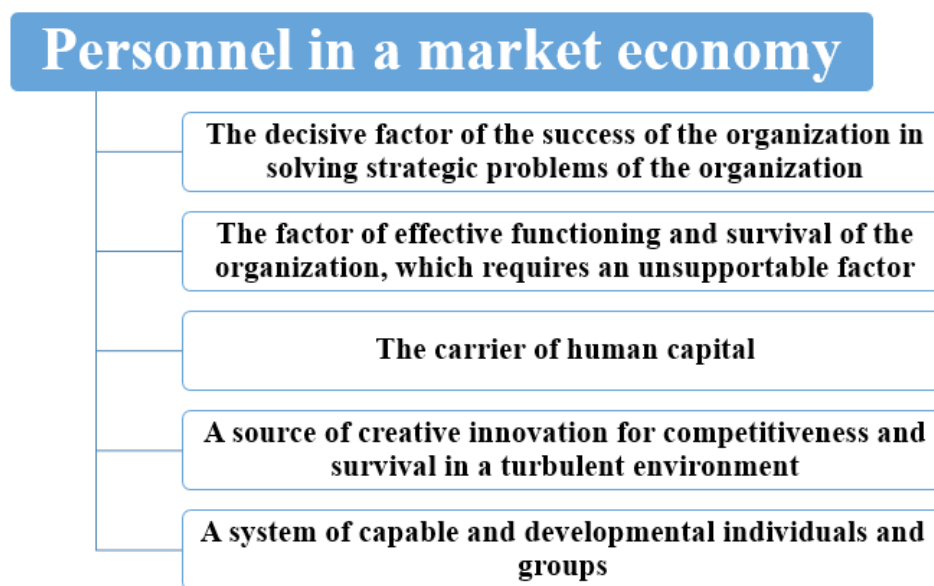 Personnel in a market economy
The decisive factor of the success of the organization in
solving strategic problems of the organization
The factor of effective functioning and survival of the
organization, which requires an unsupportable factor
The carrier of human capital
A source of creative innovation for competitiveness and
survival in a turbulent environment
A system of capable and developmental individuals and
groups